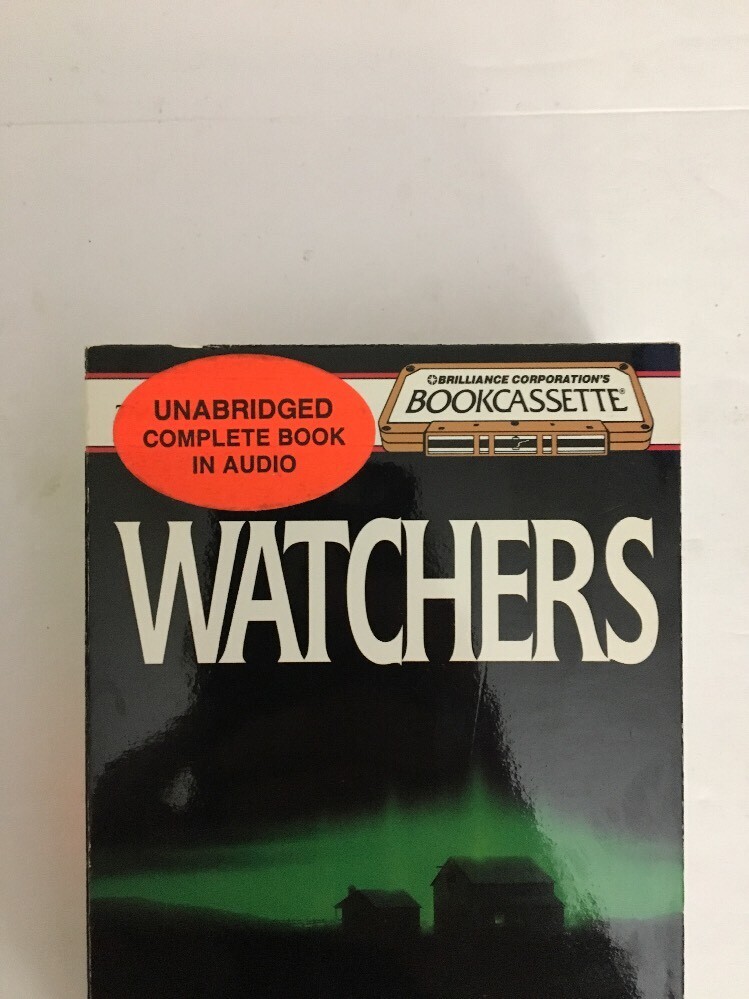 UNABRIDGED
COMPLETE BOOK
IN AUDIO
BRILLIANCE CORPORATION'S
BOOKCASSETTE®
WATCHERS